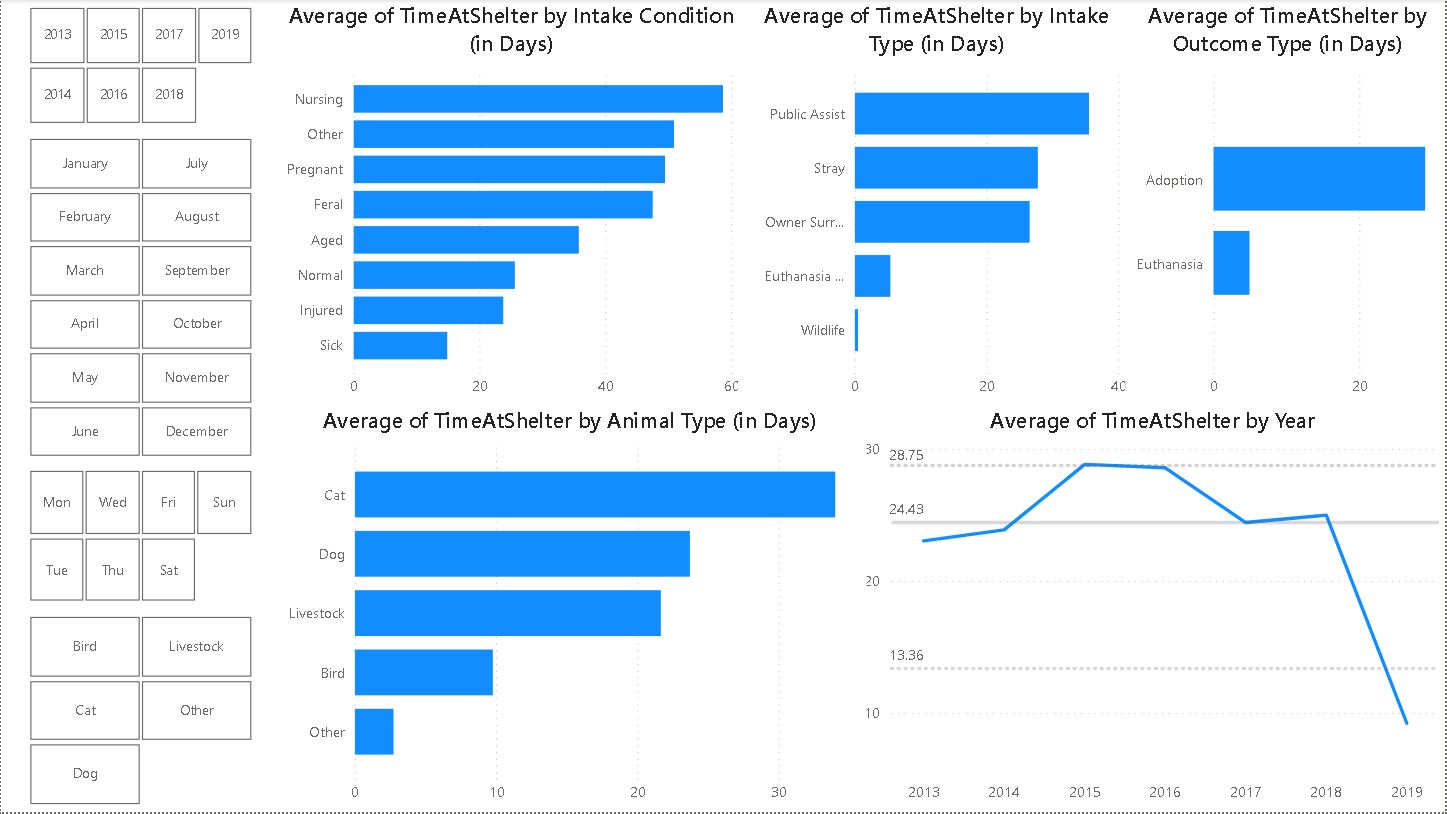 2013 2015 2017 2019
2014 2016 2018
January July
February August
March September
April October
May November
June December
Mon Wed Fri Sun
Tue Thu Sat
Bird Livestock
Cat Other
Dog
Average of TimeAtShelter by Intake Condition
(in Days)
Nursing
Other
Pregnant
Feral
Aged
Normal
Injured
Sick
0 20 40 60
Average of TimeAtShelter by Intake
Type (in Days)
Public Assist
Stray
Owner Surr...
Euthanasia ...
Wildlife
0 20 40
Average of TimeAtShelter by
Outcome Type (in Days)
Adoption
Euthanasia
0 20
Average of TimeAtShelter by Animal Type (in Days)
Cat
Dog
Livestock
Bird
Other
0 10 20 30
Average of TimeAtShelter by Year
30
28.75
24.43
20
13.36
10
2013 2014 2015 2016 2017 2018 2019